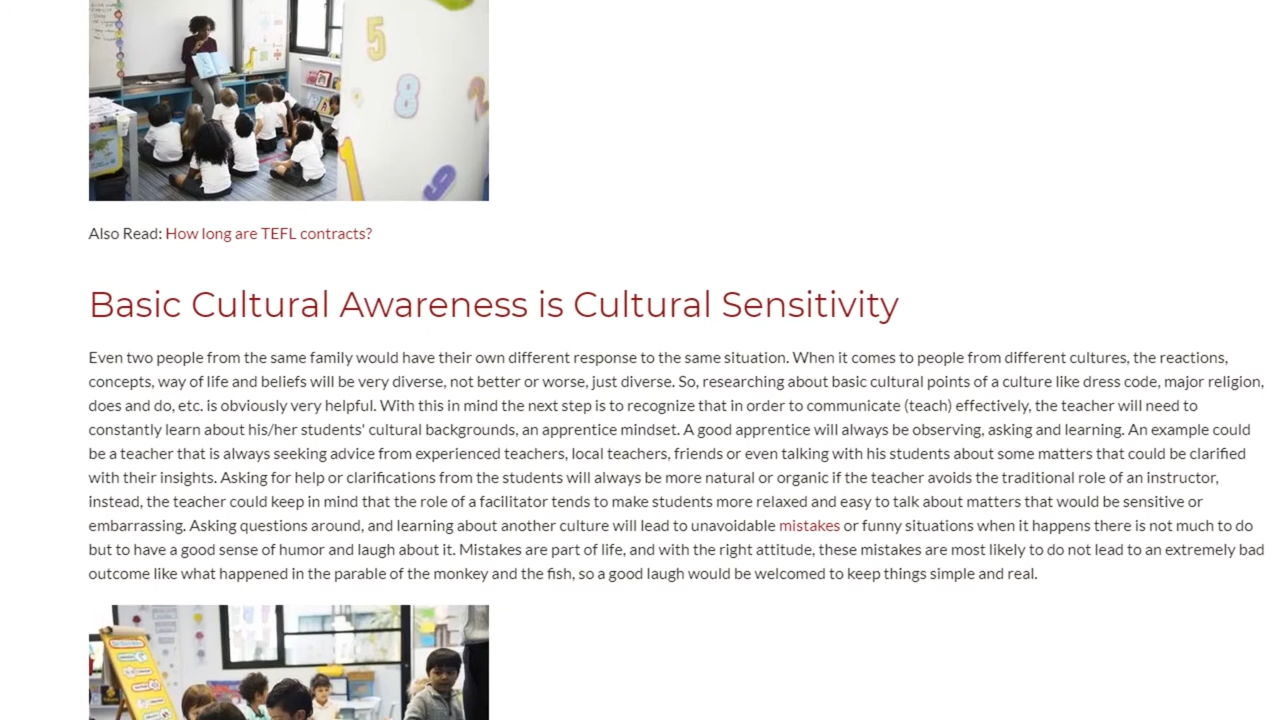 5
8
2
1
9
Also Read: How long are TEFL contracts?
Basic Cultural Awareness is Cultural Sensitivity
Even two people from the same family would have their own different response to the same situation. When it comes to people from different cultures, the reactions,
concepts, way of life and beliefs will be very diverse, not better or worse, just diverse. So, researching about basic cultural points of a culture like dress code, major religion,
does and do, etc. is obviously very helpful. With this in mind the next step is to recognize that in order to communicate (teach) effectively, the teacher will need to
constantly learn about his/her students' cultural backgrounds, an apprentice mindset. A good apprentice will always be observing, asking and learning. An example could
be a teacher that is always seeking advice from experienced teachers, local teachers, friends or even talking with his students about some matters that could be clarified
with their insights. Asking for help or clarifications from the students will always be more natural or organic if the teacher avoids the traditional role of an instructor,
instead, the teacher could keep in mind that the role of a facilitator tends to make students more relaxed and easy to talk about matters that would be sensitive or
embarrassing. Asking questions around, and learning about another culture will lead to unavoidable mistakes or funny situations when it happens there is not much to do
but to have a good sense of humor and laugh about it. Mistakes are part of life, and with the right attitude, these mistakes are most likely to do not lead to an extremely bad
outcome like what happened in the parable of the monkey and the fish, so a good laugh would be welcomed to keep things simple and real.